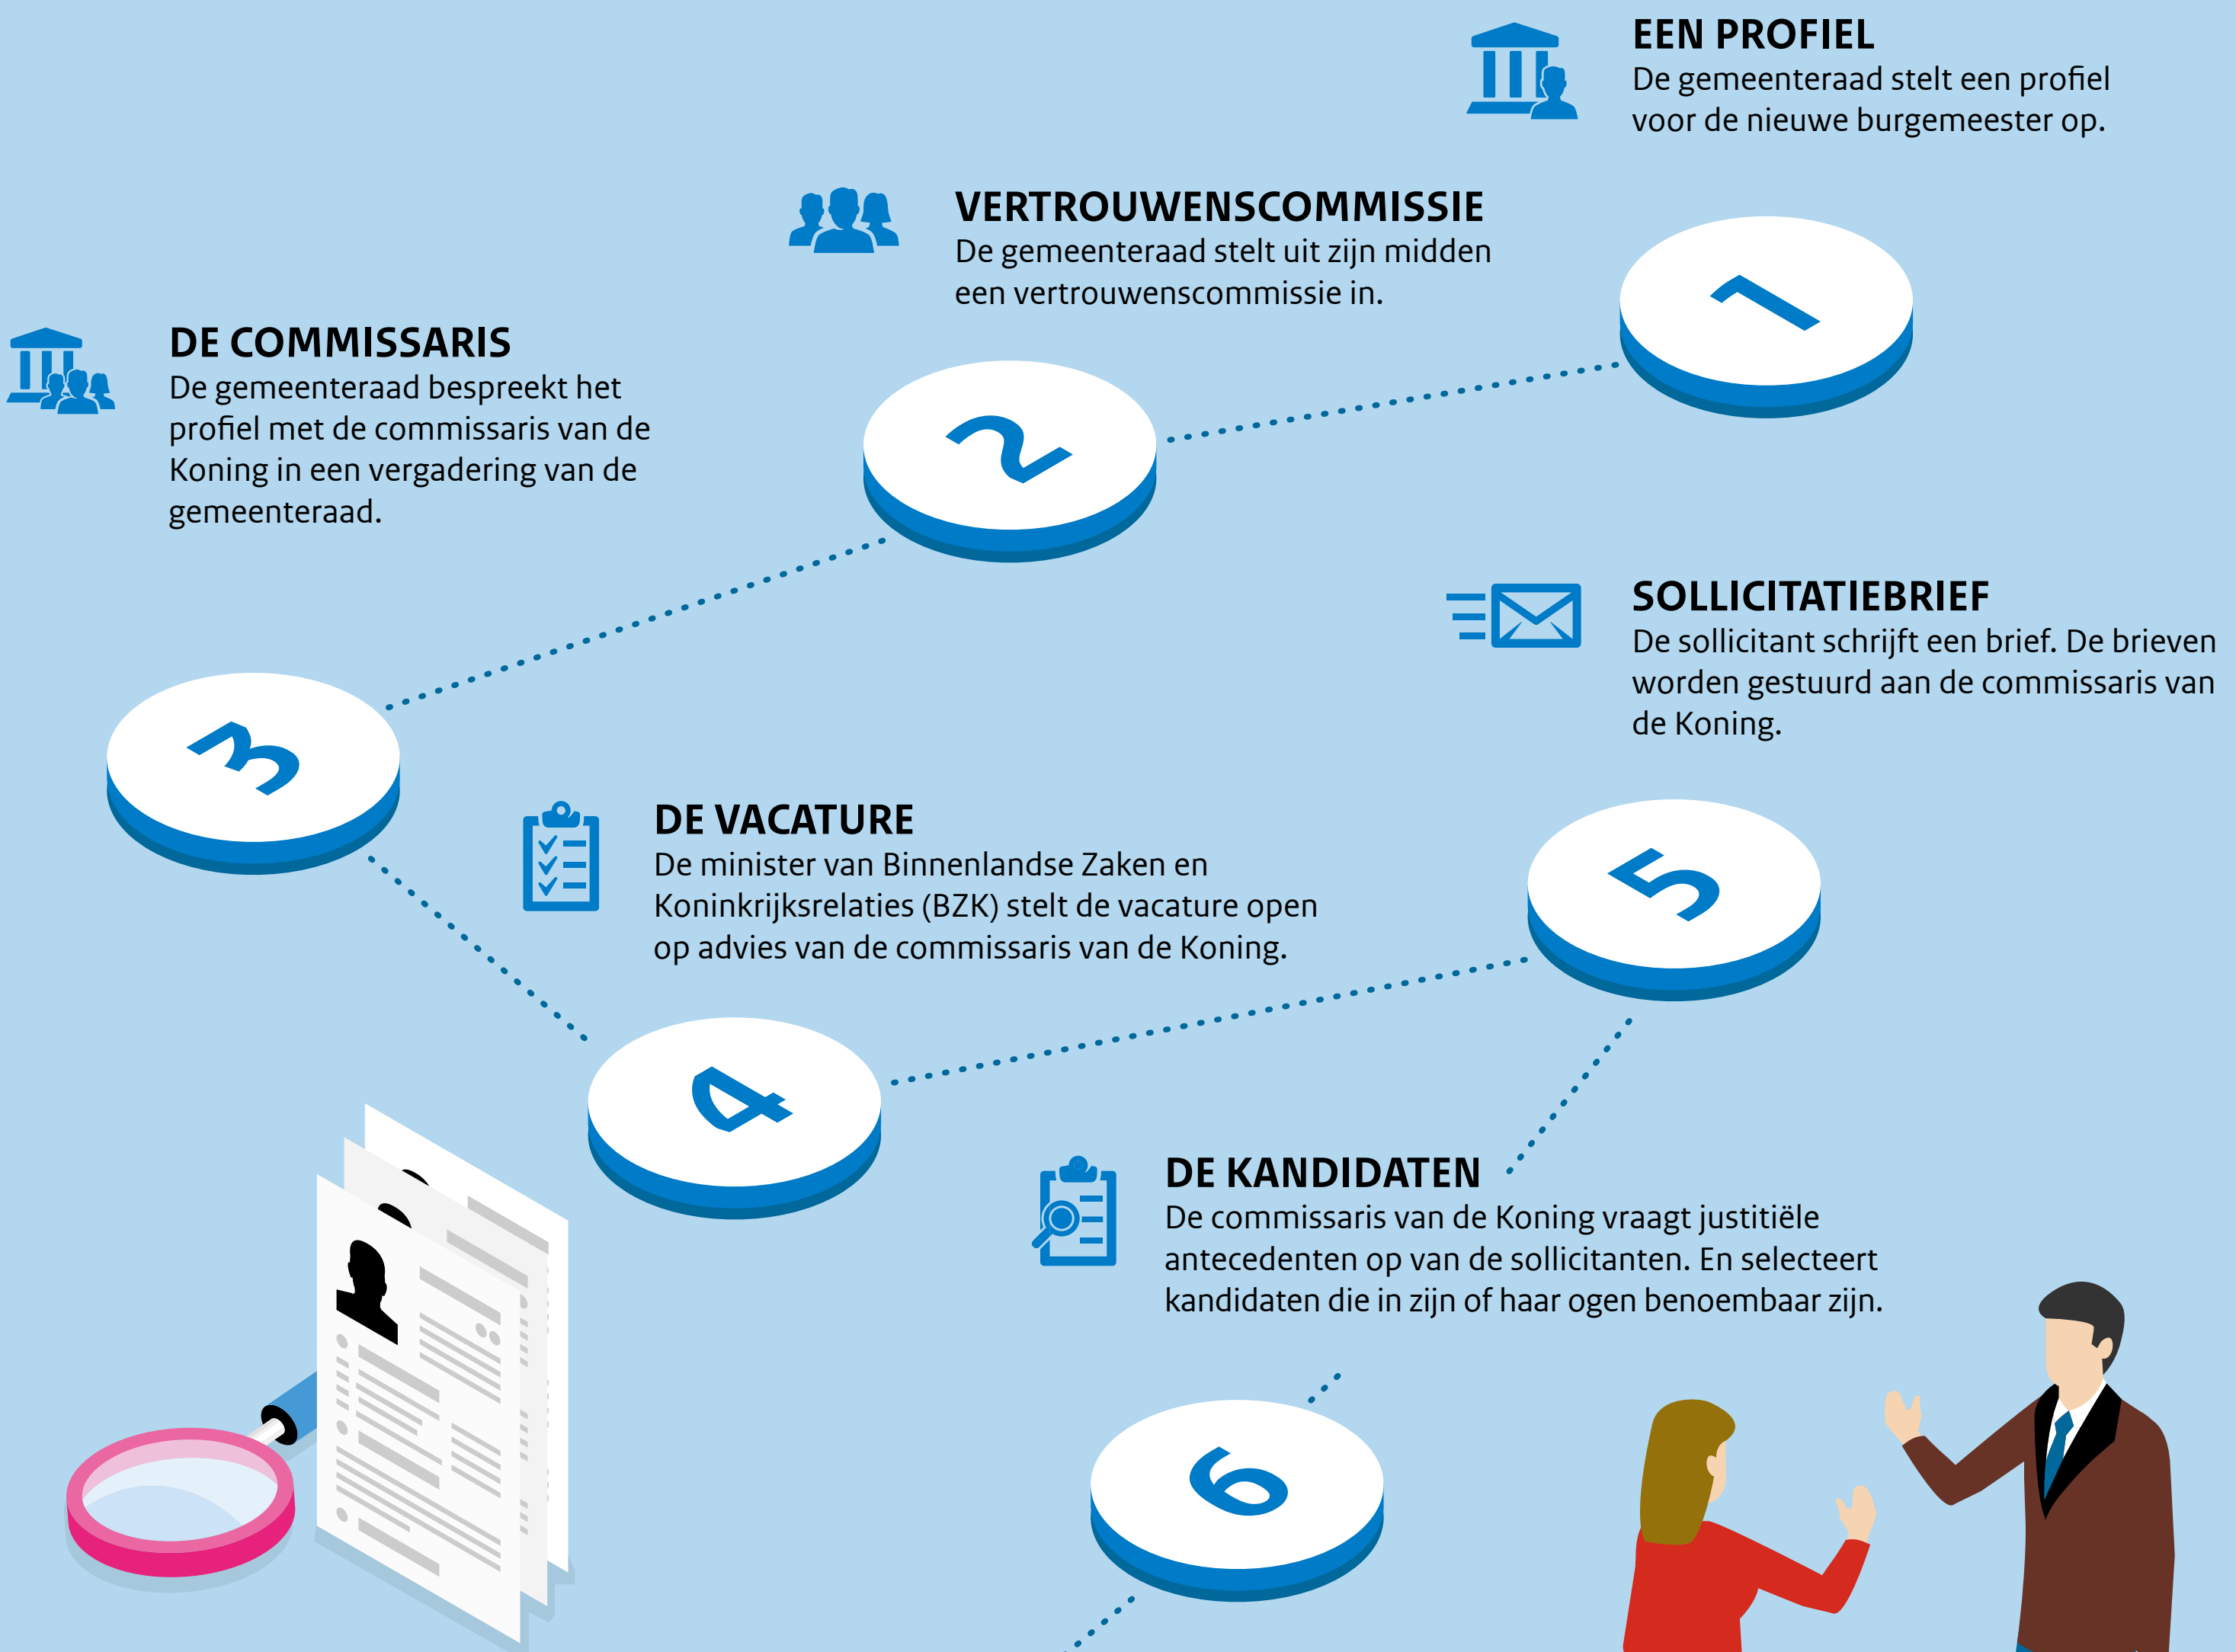 EEN PROFIEL
De gemeenteraad stelt een profiel
voor de nieuwe burgemeester op.
1
VERTROUWENSCOMMISSIE
De gemeenteraad stelt uit zijn midden
een vertrouwenscommissie in.
2
DE COMMISSARIS
De gemeenteraad bespreekt het
profiel met de commissaris van de
Koning in een vergadering van de
gemeenteraad.
3
DE VACATURE
De minister van Binnenlandse Zaken en
Koninkrijksrelaties (BZK) stelt de vacature open
op advies van de commissaris van de Koning.
4
SOLLICITATIEBRIEF
De sollicitant schrijft een brief. De brieven
worden gestuurd aan de commissaris van
de Koning.
5
DE KANDIDATEN
De commissaris van de Koning vraagt justitiële
antecedenten op van de sollicitanten. En selecteert
kandidaten die in zijn of haar ogen benoembaar zijn.
6